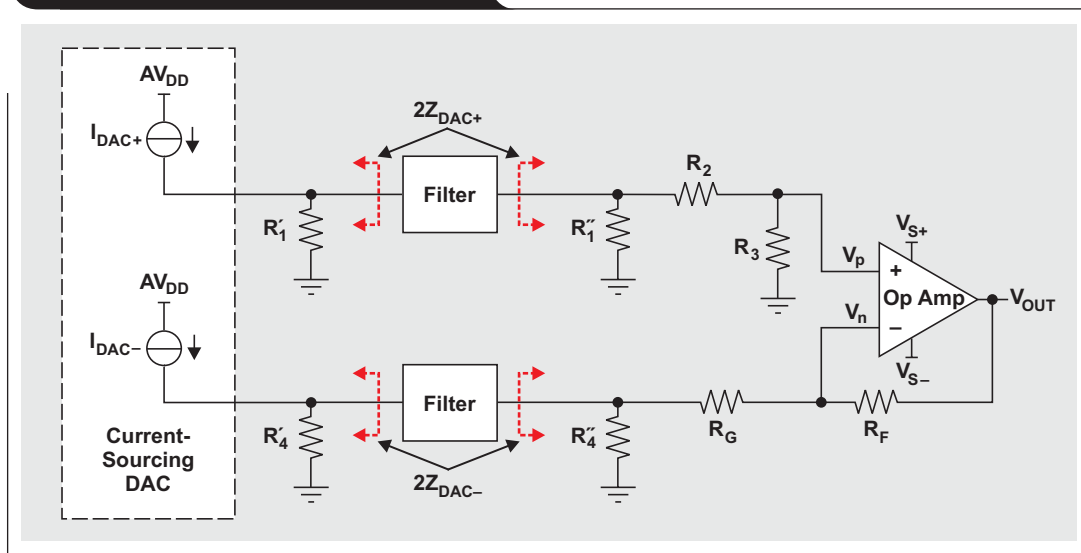 AVDD
IDAC+
2ZDAC+
Filter
R′1
R″1
R2
R3
Vp
VS+
+
Op Amp
VOUT
Vn
−
VS−
AVDD
IDAC−
Filter
R′4
R″4
RG
RF
2ZDAC−
Current-
Sourcing
DAC